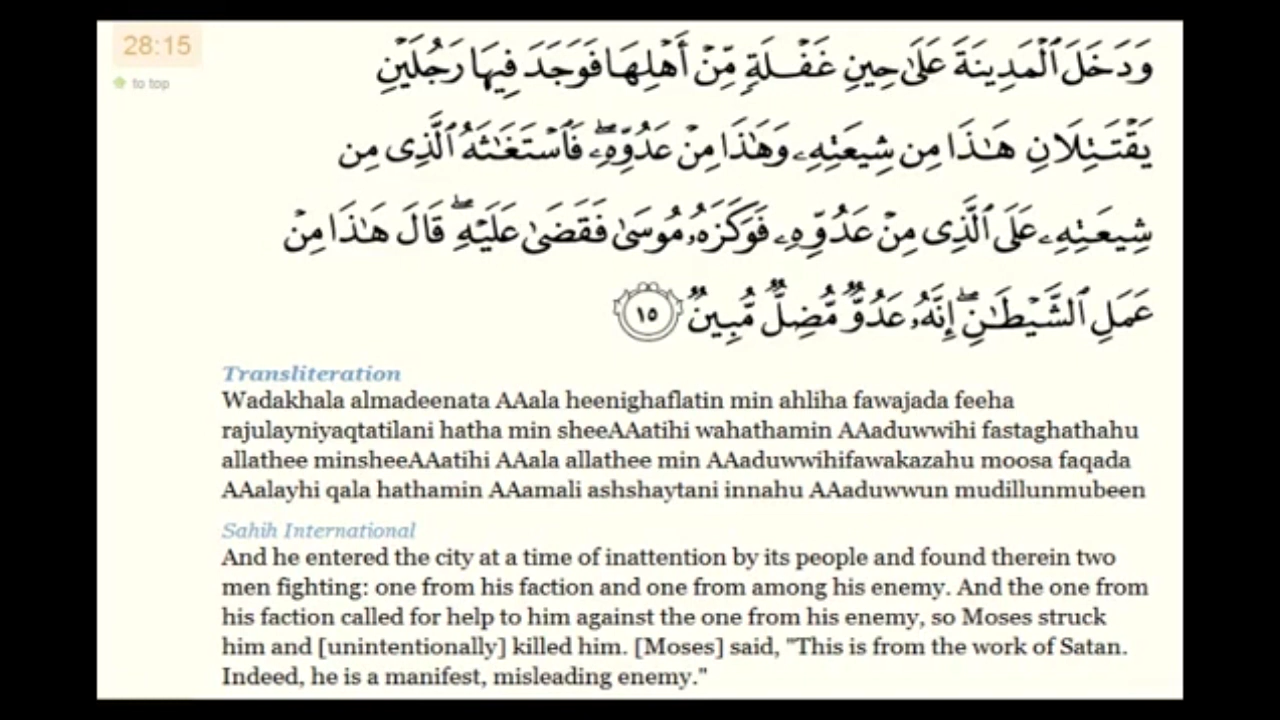 28:15
to top
وَدَخَلَ ٱلْمَدِينَةَ عَلَىٰ حِينِ غَفْلَةٍ مِّنْ أَهْلِهَا فَوَجَدَ فِيهَا رَجُلَيْنِ
يَقْتَتِلَانِ هَـٰذَا مِن شِيعَتِهِۦ وَهَـٰذَا مِنْ عَدُوِّهِۦ ۖ فَٱسْتَغَـٰثَهُ ٱلَّذِى مِن
شِيعَتِهِۦ عَلَى ٱلَّذِى مِنْ عَدُوِّهِۦ فَوَكَزَهُۥ مُوسَىٰ فَقَضَىٰ عَلَيْهِ ۖ قَالَ هَـٰذَا مِنْ
عَمَلِ ٱلشَّيْطَـٰنِ ۖ إِنَّهُۥ عَدُوٌّ مُّضِلٌّ مُّبِينٌ ١٥
Transliteration
Wadakhala almadeenata AAala heenighaflatin min ahliha fawajada feeha
rajulayniyaqtatilani hatha min sheeAAatihi wahathamin AAaduwwihi fastaghathahu
allathee minsheeAAatihi AAala allathee min AAaduwwihifawakazahu moosa faqada
AAalayhi qala hathamin AAamali ashshaytani innahu AAaduwwun mudillunmubeen
Sahih International
And he entered the city at a time of inattention by its people and found therein two
men fighting: one from his faction and one from among his enemy. And the one from
his faction called for help to him against the one from his enemy, so Moses struck
him and [unintentionally] killed him. [Moses] said, "This is from the work of Satan.
Indeed, he is a manifest, misleading enemy."